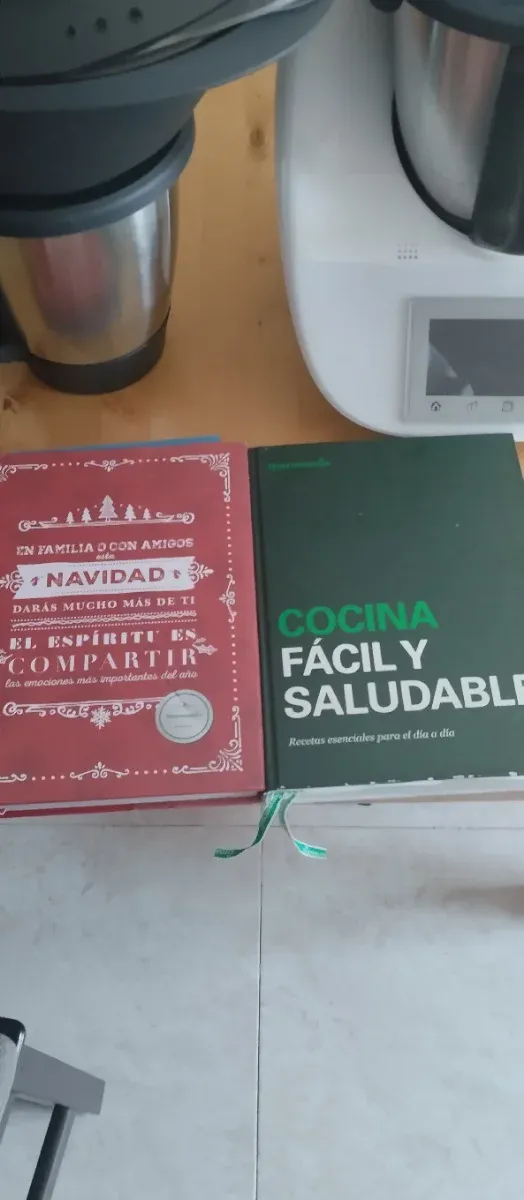 EN FAMILIA O CON AMIGOS
esta
NAVIDAD
DARÁS MUCHO MÁS DE TI
EL ESPÍRITU ES
COMPARTIR
las emociones más importantes del año
thermomix
COCINA
FÁCIL Y
SALUDABLE
Recetas esenciales para el día a día